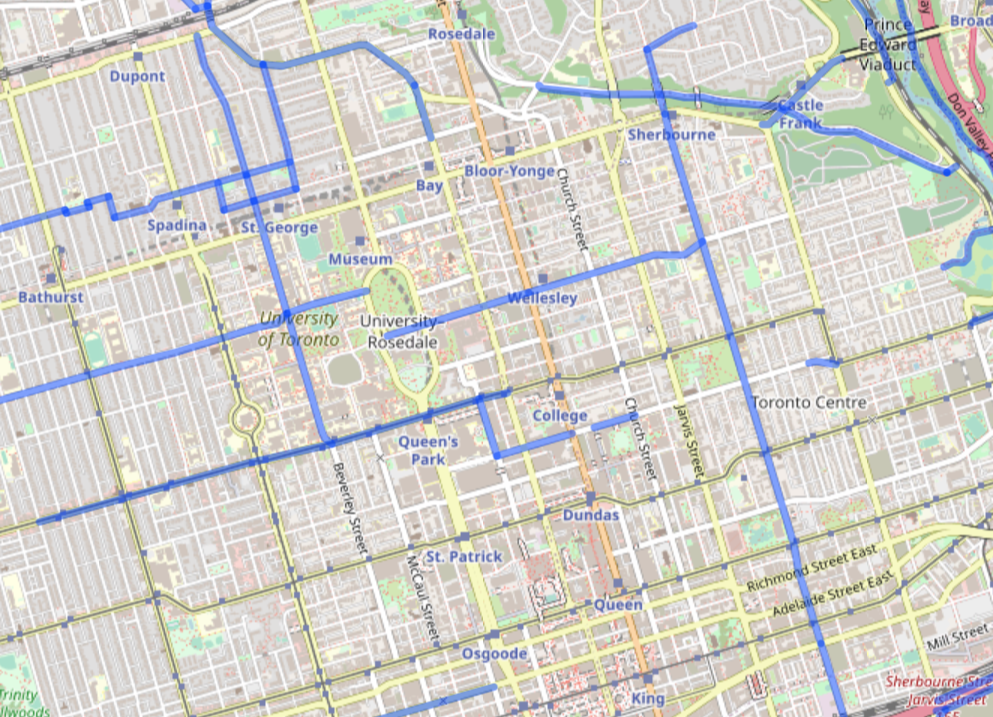 Rosedale
Prince
Edward
Viaduct
Broad
Dupont
Don Valley
Castle
Frank
Sherbourne
Bloor-Yonge
Bay
Church Street
Spadina
St. George
Museum
Bathurst
Wellesley
University
of Toronto
University-
Rosedale
College
Toronto Centre
Church Street
Jarvis Street
Queen's
Park
Beverley Street
Dundas
St. Patrick
McCaul Street
Richmond Street East
Adelaide Street East
Queen
Mill Street
Osgoode
King
Trinity
llwoods
Sherbourne Stre
Jarvis Street